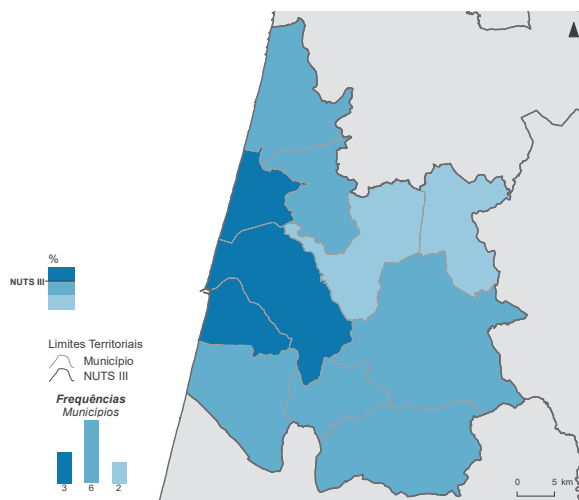 %
NUTS III
Limites Territoriais
Município
NUTS III
Frequências
Municípios
3 6 2
0 5 km